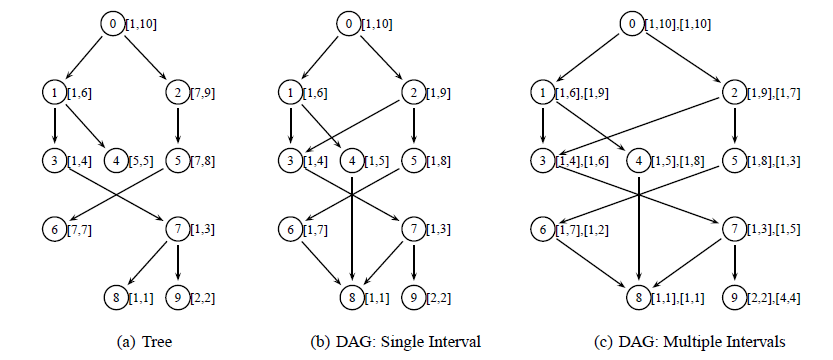 0 [1,10] 0 [1,10] 0 [1,10],[1,10]
1 [1,6] 2 [7,9] 1 [1,6] 2 [1,9] 1 [1,6],[1,9] 2 [1,9],[1,7]
3 [1,4] 4 [5,5] 5 [7,8] 3 [1,4] 4 [1,5] 5 [1,8] 3 [1,4],[1,6] 4 [1,5],[1,8] 5 [1,8],[1,3]
6 [7,7] 7 [1,3] 6 [1,7] 7 [1,3] 6 [1,7],[1,2] 7 [1,3],[1,5]
8 [1,1] 9 [2,2] 8 [1,1] 9 [2,2] 8 [1,1],[1,1] 9 [2,2],[4,4]
(a) Tree (b) DAG: Single Interval (c) DAG: Multiple Intervals